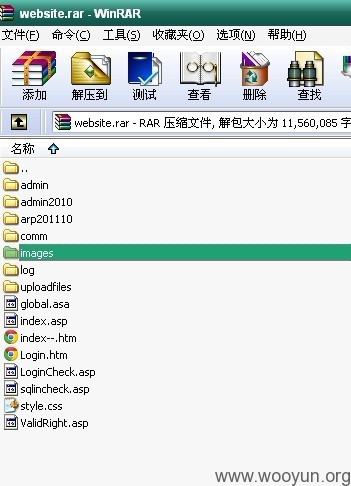 website.rar - WinRAR
文件(F) 命令(C) 工具(S) 收藏夹(O) 选项(N) 帮助(H)
添加 解压到 测试 查看 删除 查找
website.rar - RAR 压缩文件, 解包大小为 11,560,085 字
名称
..
admin
admin2010
arp201110
comm
images
log
uploadfiles
global.asa
index.asp
index--.htm
Login.htm
LoginCheck.asp
sqlincheck.asp
style.css
ValidRight.asp
www.wooyun.org